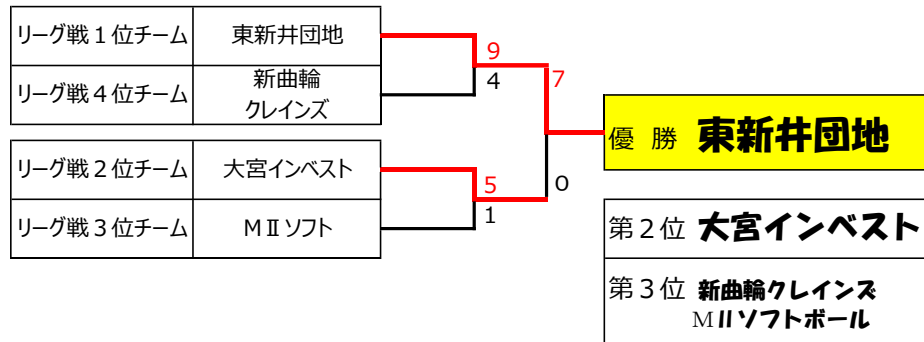 リーグ戦１位チーム 東新井団地
リーグ戦４位チーム 新曲輪
クレインズ
9
4
7
優 勝 東新井団地
リーグ戦２位チーム 大宮インベスト
リーグ戦３位チーム ＭⅡソフト
5
1
0
第２位 大宮インベスト
第３位 新曲輪クレインズ
ＭⅡソフトボール